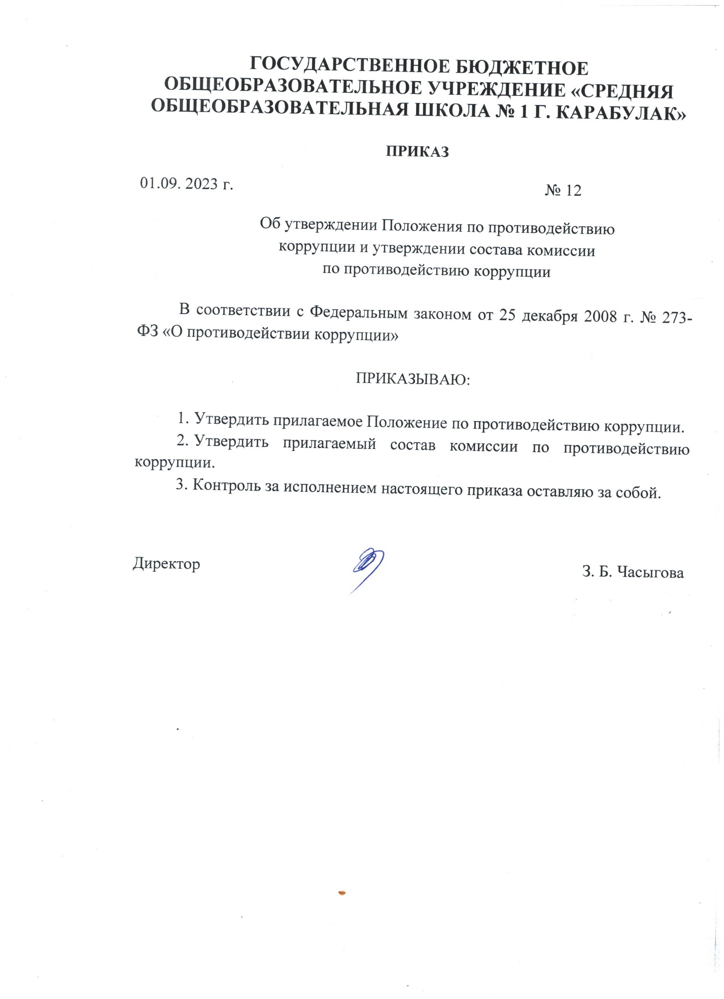 ГОСУДАРСТВЕННОЕ БЮДЖЕТНОЕ
ОБЩЕОБРАЗОВАТЕЛЬНОЕ УЧРЕЖДЕНИЕ «СРЕДНЯЯ
ОБЩЕОБРАЗОВАТЕЛЬНАЯ ШКОЛА № 1 Г. КАРАБУЛАК»
ПРИКАЗ
01.09. 2023 г. № 12
Об утверждении Положения по противодействию
коррупции и утверждении состава комиссии
по противодействию коррупции
В соответствии с Федеральным законом от 25 декабря 2008 г. № 273-
ФЗ «О противодействии коррупции»
ПРИКАЗЫВАЮ:
1. Утвердить прилагаемое Положение по противодействию коррупции.
2. Утвердить прилагаемый состав комиссии по противодействию
коррупции.
3. Контроль за исполнением настоящего приказа оставляю за собой.
Директор З. Б. Часыгова